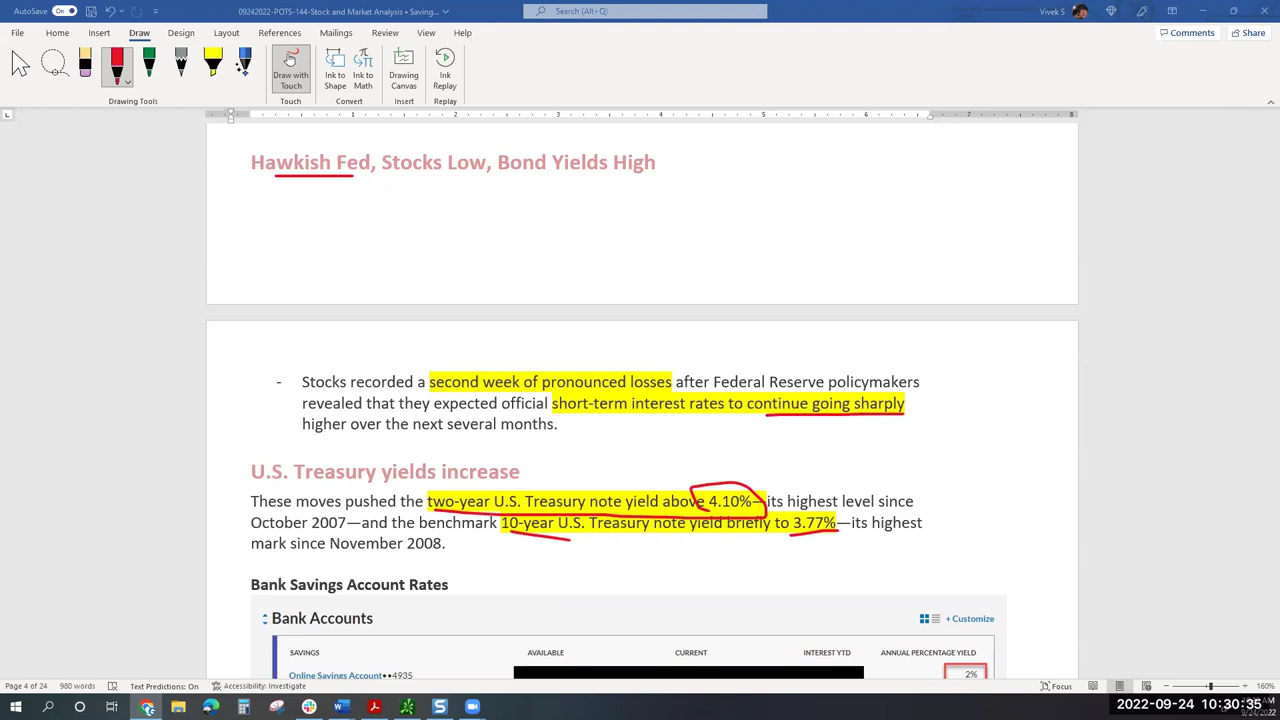 AutoSave On 09242022-POTS-144-Stock and Market Analysis • Saving... Search (Alt+Q) Vivek S
File Home Insert Draw Design Layout References Mailings Review View Help Comments Share
Draw with Touch Ink to Shape Ink to Math Drawing Canvas Ink Replay
Drawing Tools Touch Convert Insert Replay
1 2 3 4 5 6 7 8
Hawkish Fed, Stocks Low, Bond Yields High
- Stocks recorded a second week of pronounced losses after Federal Reserve policymakers
revealed that they expected official short-term interest rates to continue going sharply
higher over the next several months.
U.S. Treasury yields increase
These moves pushed the two-year U.S. Treasury note yield above 4.10%—its highest level since
October 2007—and the benchmark 10-year U.S. Treasury note yield briefly to 3.77%—its highest
mark since November 2008.
Bank Savings Account Rates
Bank Accounts + Customize
SAVINGS AVAILABLE CURRENT INTEREST YTD ANNUAL PERCENTAGE YIELD
Online Savings Account••4935 2%
Page 4 of 24 980 words Text Predictions: On Accessibility: Investigate Focus 160%
2022-09-24 10:30:35